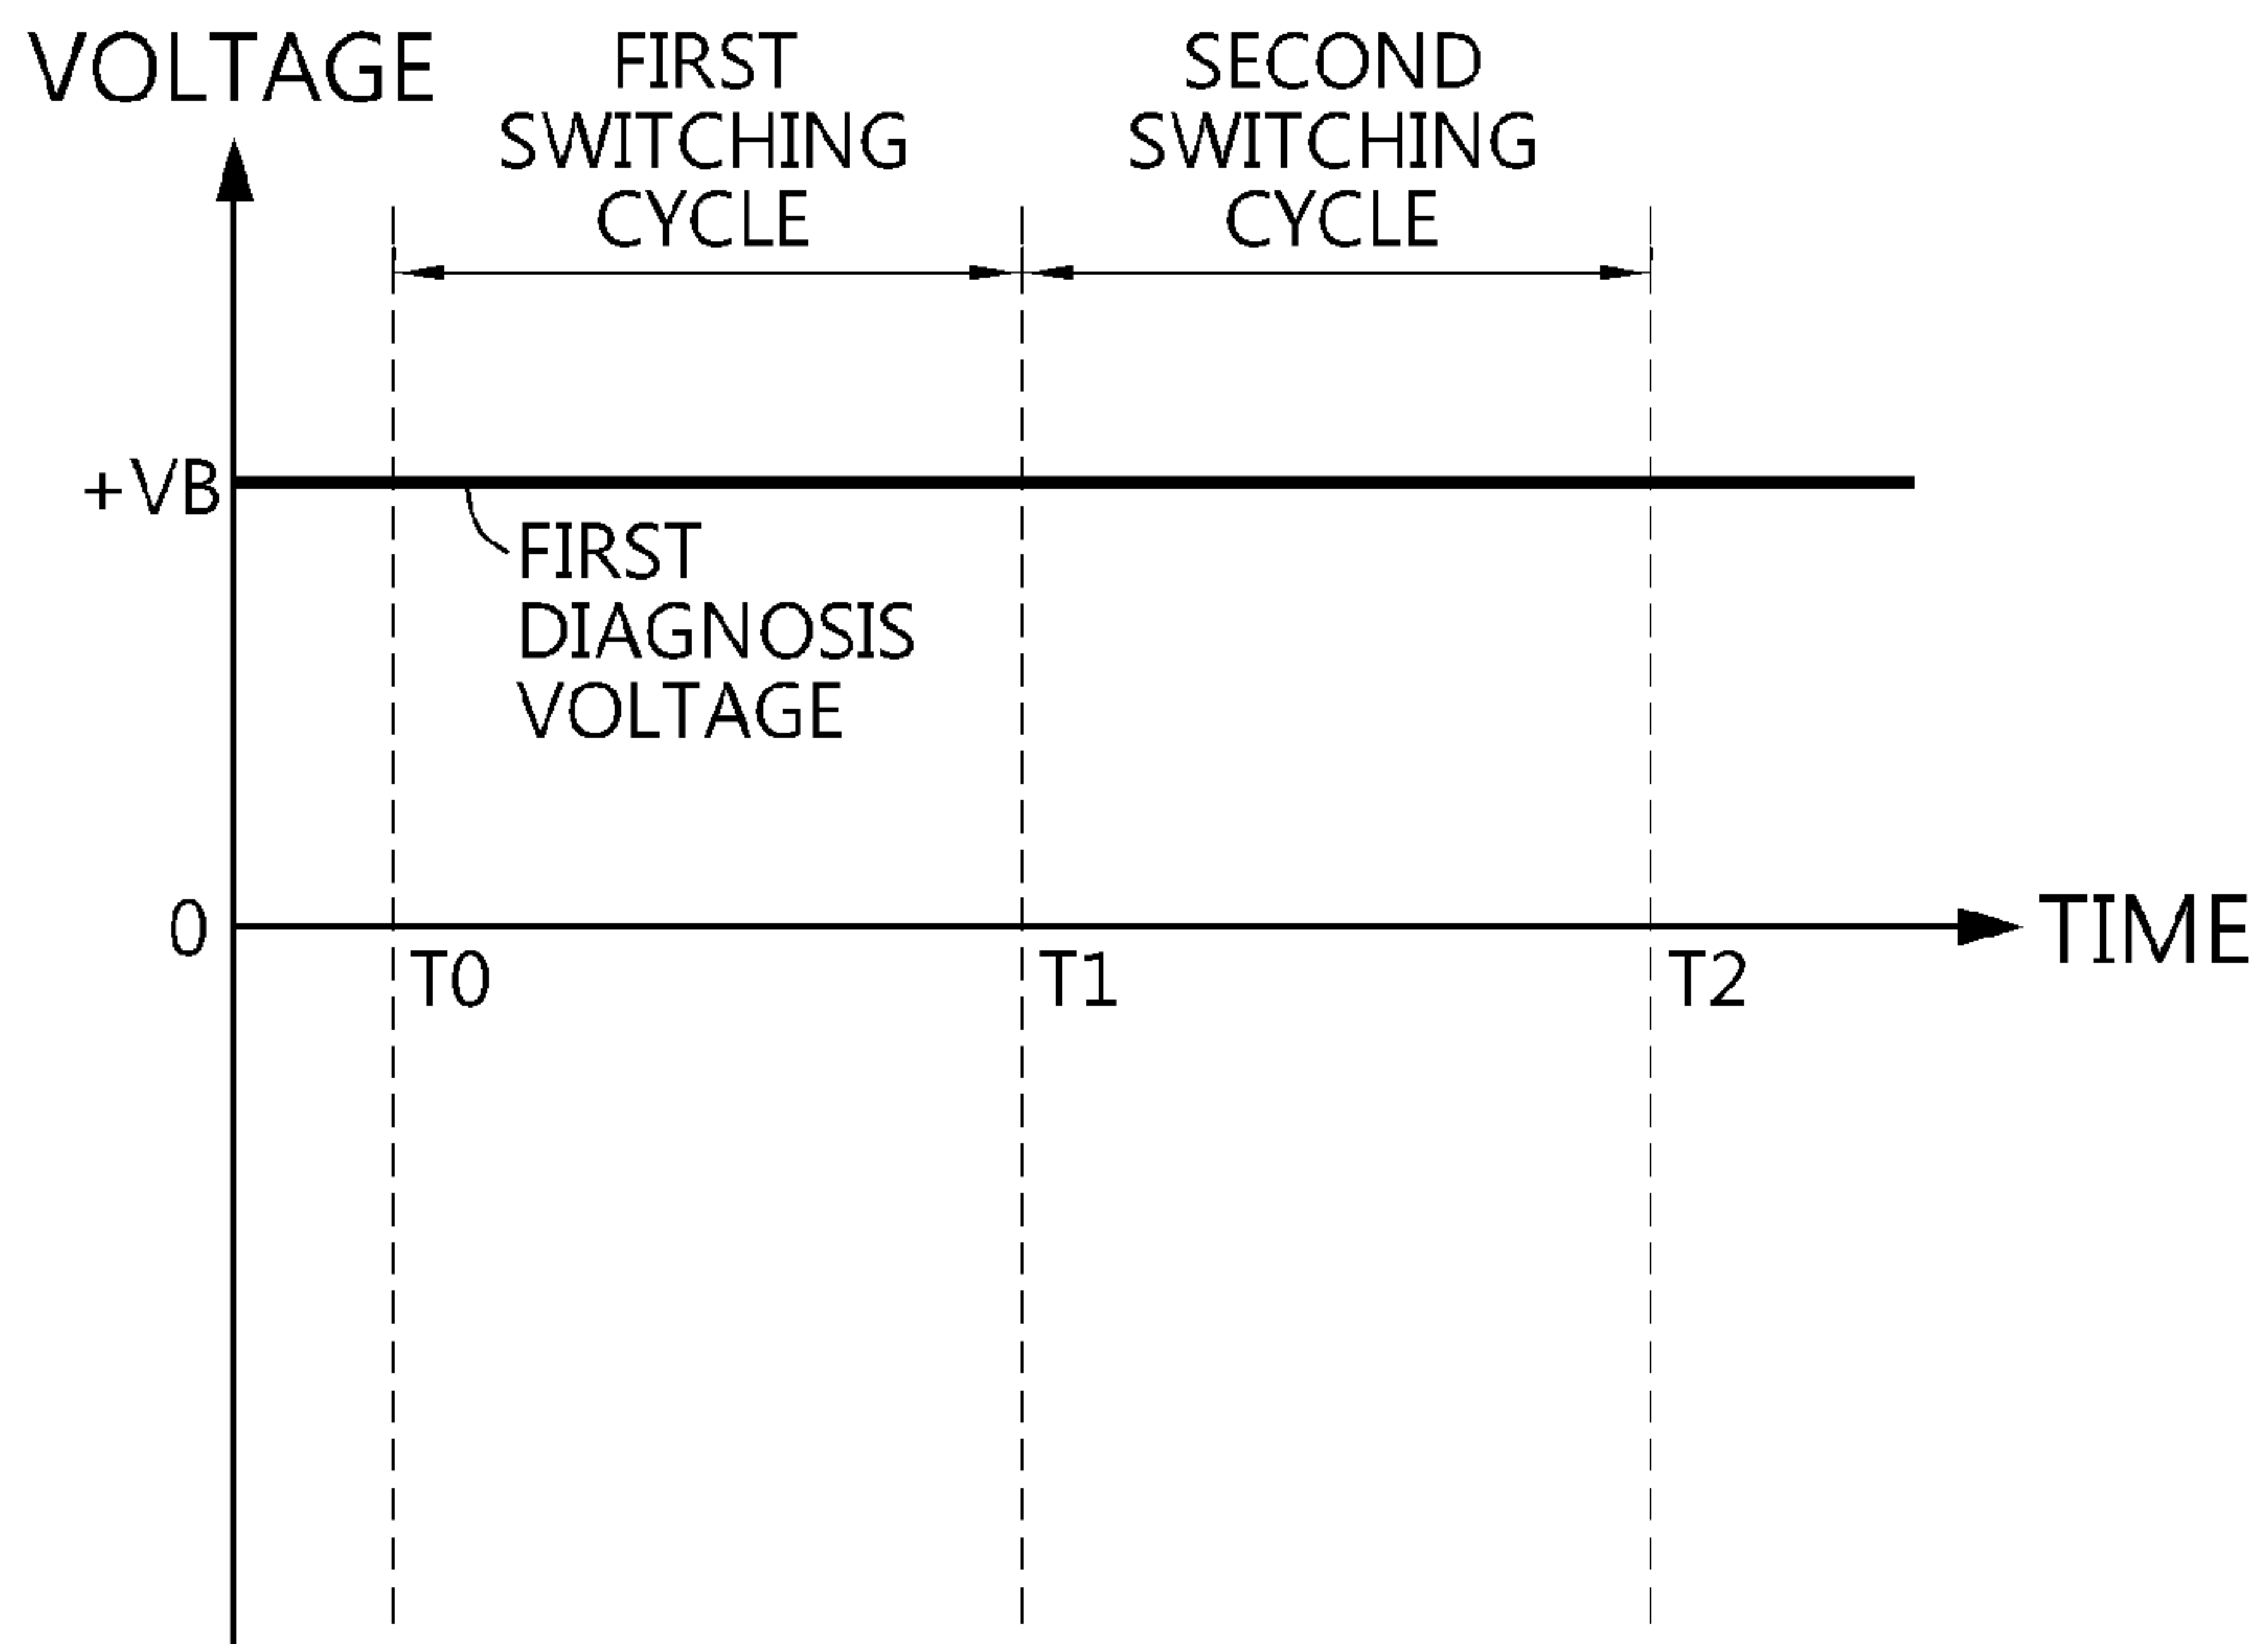 VOLTAGE
FIRST
SWITCHING
CYCLE
SECOND
SWITCHING
CYCLE
+VB
FIRST
DIAGNOSIS
VOLTAGE
0
TIME
T0
T1
T2